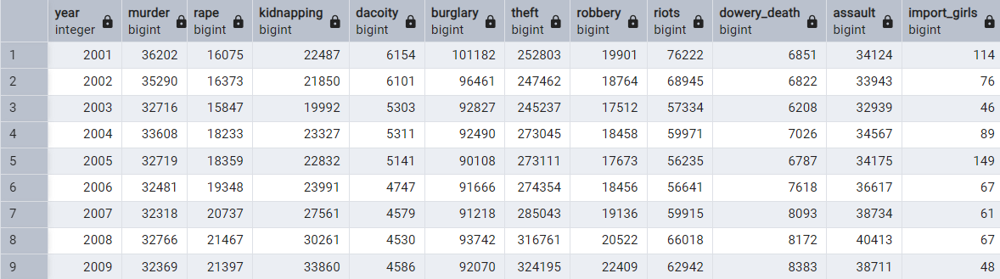 year murder rape kidnapping dacoity burglary theft robbery riots dowery_death assault import_girls
integer bigint bigint bigint bigint bigint bigint bigint bigint bigint bigint bigint
1 2001 36202 16075 22487 6154 101182 252803 19901 76222 6851 34124 114
2 2002 35290 16373 21850 6101 96461 247462 18764 68945 6822 33943 76
3 2003 32716 15847 19992 5303 92827 245237 17512 57334 6208 32939 46
4 2004 33608 18233 23327 5311 92490 273045 18458 59971 7026 34567 89
5 2005 32719 18359 22832 5141 90108 273111 17673 56235 6787 34175 149
6 2006 32481 19348 23991 4747 91666 274354 18456 56641 7618 36617 67
7 2007 32318 20737 27561 4579 91218 285043 19136 59915 8093 38734 61
8 2008 32766 21467 30261 4530 93742 316761 20522 66018 8172 40413 67
9 2009 32369 21397 33860 4586 92070 324195 22409 62942 8383 38711 48